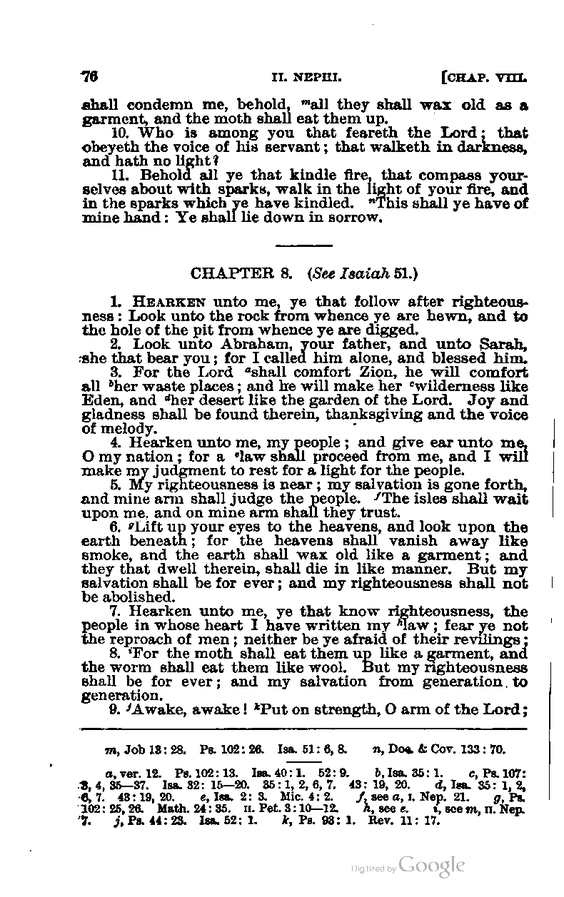 76 II. NEPHI. [CHAP. VIII.
shall condemn me, behold, ᵐall they shall wax old as a
garment, and the moth shall eat them up.
10. Who is among you that feareth the Lord; that
obeyeth the voice of his servant; that walketh in darkness,
and hath no light?
11. Behold all ye that kindle fire, that compass your-
selves about with sparks, walk in the light of your fire, and
in the sparks which ye have kindled. ⁿThis shall ye have of
mine hand: Ye shall lie down in sorrow.
CHAPTER 8. (See Isaiah 51.)
1. HEARKEN unto me, ye that follow after righteous-
ness: Look unto the rock from whence ye are hewn, and to
the hole of the pit from whence ye are digged.
2. Look unto Abraham, your father, and unto Sarah,
she that bear you; for I called him alone, and blessed him.
3. For the Lord ᵃshall comfort Zion, he will comfort
all ᵇher waste places; and he will make her ᶜwilderness like
Eden, and ᵈher desert like the garden of the Lord. Joy and
gladness shall be found therein, thanksgiving and the voice
of melody.
4. Hearken unto me, my people; and give ear unto me,
O my nation; for a ᵉlaw shall proceed from me, and I will
make my judgment to rest for a light for the people.
5. My righteousness is near; my salvation is gone forth,
and mine arm shall judge the people. ᶠThe isles shall wait
upon me, and on mine arm shall they trust.
6. ᵍLift up your eyes to the heavens, and look upon the
earth beneath; for the heavens shall vanish away like
smoke, and the earth shall wax old like a garment; and
they that dwell therein, shall die in like manner. But my
salvation shall be for ever; and my righteousness shall not
be abolished.
7. Hearken unto me, ye that know righteousness, the
people in whose heart I have written my ʰlaw; fear ye not
the reproach of men; neither be ye afraid of their revilings;
8. ⁱFor the moth shall eat them up like a garment, and
the worm shall eat them like wool. But my righteousness
shall be for ever; and my salvation from generation to
generation.
9. ʲAwake, awake! ᵏPut on strength, O arm of the Lord;
m, Job 13:28. Ps. 102:26. Isa. 51:6, 8. n, Doc. & Cov. 133:70.
a, ver. 12. Ps. 102:13. Isa. 40:1. 52:9. b, Isa. 35:1. c, Ps. 107:
3, 4, 35—37. Isa. 32:15—20. 35:1, 2, 6, 7. 43:19, 20. d, Isa. 35:1, 2,
6, 7. 43:19, 20. e, Isa. 2:3. Mic. 4:2. f, see a, I. Nep. 21. g, Ps.
102:25, 26. Math. 24:35. II. Pet. 3:10—12. h, see e. i, see m, II. Nep.
7. j, Ps. 44:23. Isa. 52:1. k, Ps. 93:1. Rev. 11:17.
Digitized by Google